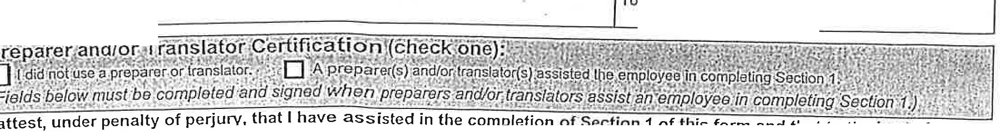 reparer and/or Translator Certification (check one):
I did not use a preparer or translator. A preparer(s) and/or translator(s) assisted the employee in completing Section 1.
Fields below must be completed and signed when preparers and/or translators assist an employee in completing Section 1.)
attest, under penalty of perjury, that I have assisted in the completion of Section 1 of this form and